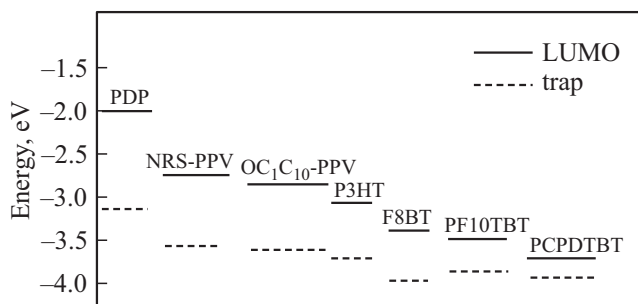 Energy, eV
–1.5
–2.0
–2.5
–3.0
–3.5
–4.0
LUMO
trap
PDP
NRS-PPV
OC₁C₁₀-PPV
P3HT
F8BT
PF10TBT
PCPDTBT